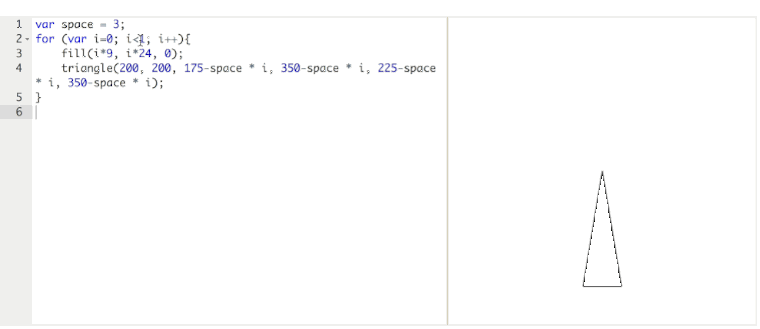 1 var space = 3;
2 for (var i=0; i<1; i++){
3 fill(i*9, i*24, 0);
4 triangle(200, 200, 175-space * i, 350-space * i, 225-space
* i, 350-space * i);
5 }
6